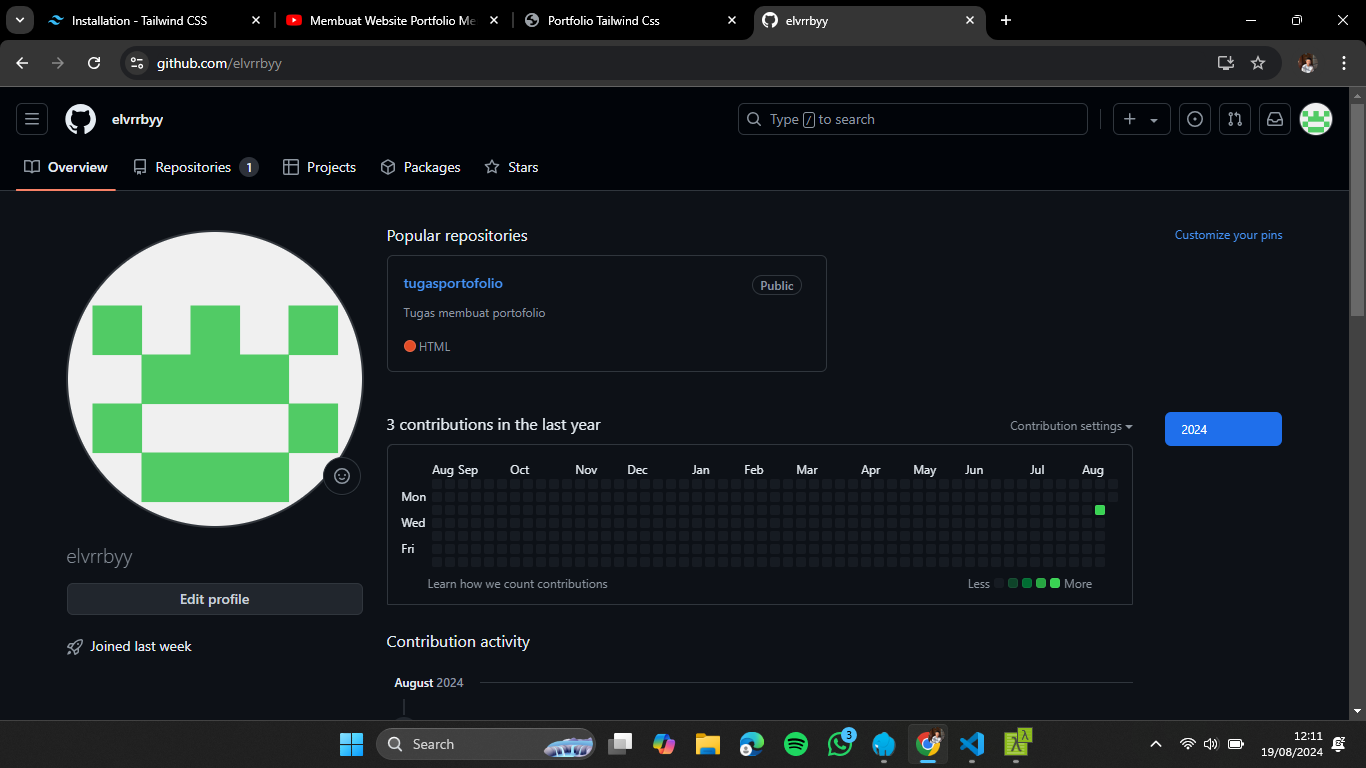 Installation - Tailwind CSS
Membuat Website Portfolio Me
Portfolio Tailwind Css
elvrrbyy
github.com/elvrrbyy
elvrrbyy
Type / to search
Overview
Repositories 1
Projects
Packages
Stars
Popular repositories
Customize your pins
tugasportofolio
Public
Tugas membuat portofolio
HTML
3 contributions in the last year
Contribution settings
2024
Aug Sep Oct Nov Dec Jan Feb Mar Apr May Jun Jul Aug
Mon
Wed
Fri
Learn how we count contributions
Less
More
elvrrbyy
Edit profile
Joined last week
Contribution activity
August 2024
Search
3
12:11
19/08/2024